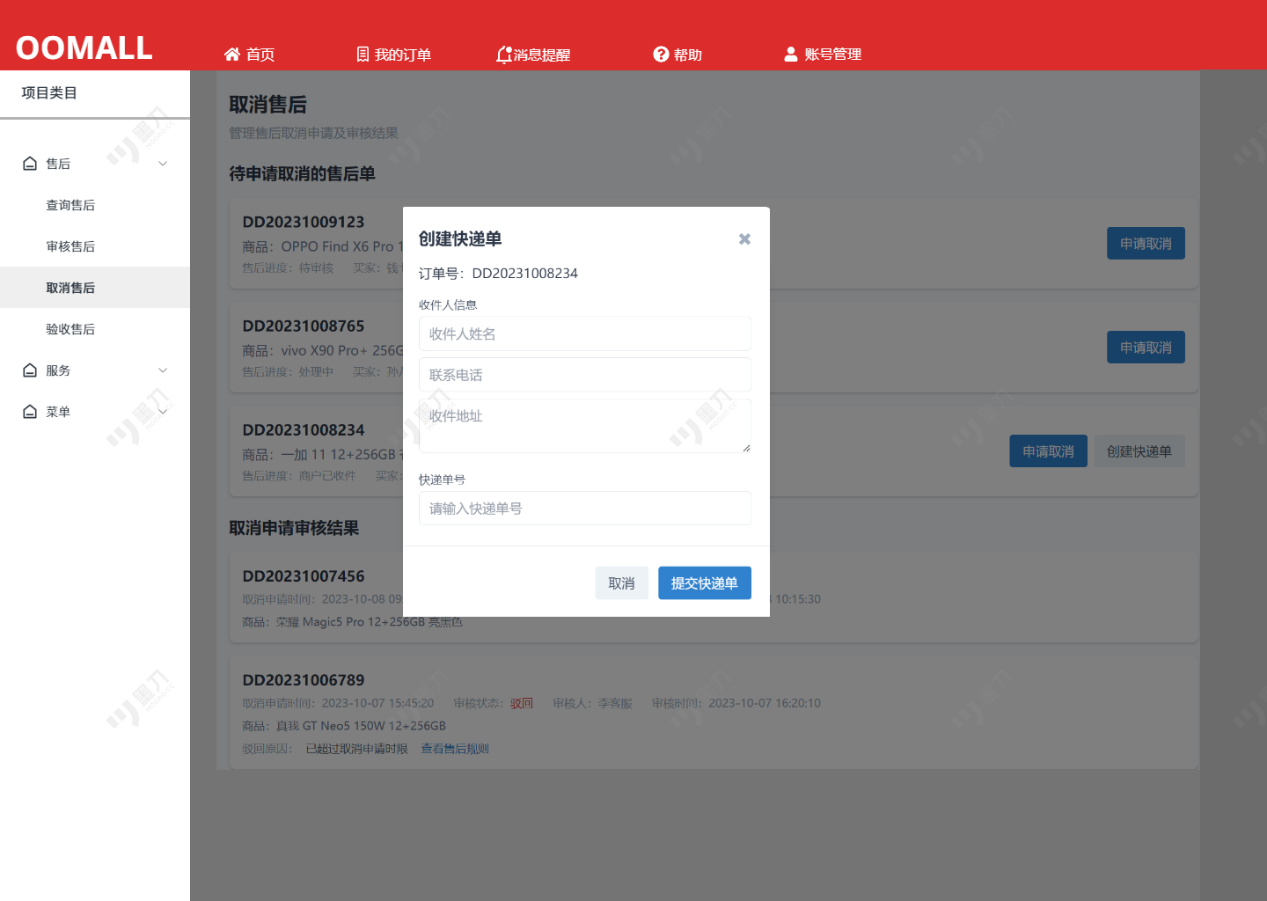 OOMALL
首页
我的订单
消息提醒
帮助
账号管理
项目类目
售后
查询售后
审核售后
取消售后
验收售后
服务
菜单
取消售后
管理售后取消申请及审核结果
待申请取消的售后单
DD20231009123
商品：OPPO Find X6 Pro 1
售后进度：待审核 买家：钱
申请取消
DD20231008765
商品：vivo X90 Pro+ 256G
售后进度：处理中 买家：孙
申请取消
DD20231008234
商品：一加 11 12+256GB
售后进度：商户已收件 买家：
申请取消
创建快递单
创建快递单
订单号：DD20231008234
收件人信息
收件人姓名
联系电话
收件地址
快递单号
请输入快递单号
取消
提交快递单
取消申请审核结果
DD20231007456
取消申请时间：2023-10-08 09: 10:15:30
商品：荣耀 Magic5 Pro 12+256GB 亮黑色
DD20231006789
取消申请时间：2023-10-07 15:45:20 审核状态：驳回 审核人：李客服 审核时间：2023-10-07 16:20:10
商品：真我 GT Neo5 150W 12+256GB
驳回原因： 已超过取消申请时限 查看售后规则